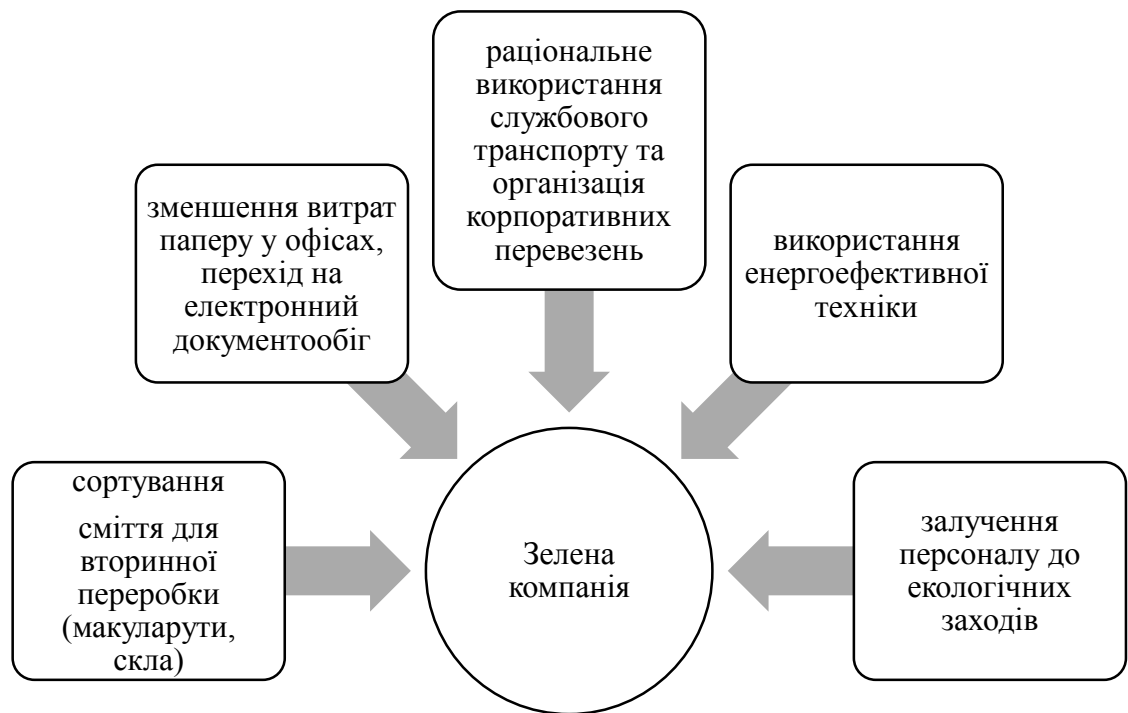 раціональне
використання
службового
транспорту та
організація
корпоративних
перевезень
зменшення витрат
паперу у офісах,
перехід на
електронний
документообіг
використання
енергоефективної
техніки
сортування
сміття для
вторинної
переробки
(макуларути,
скла)
Зелена
компанія
залучення
персоналу до
екологічних
заходів